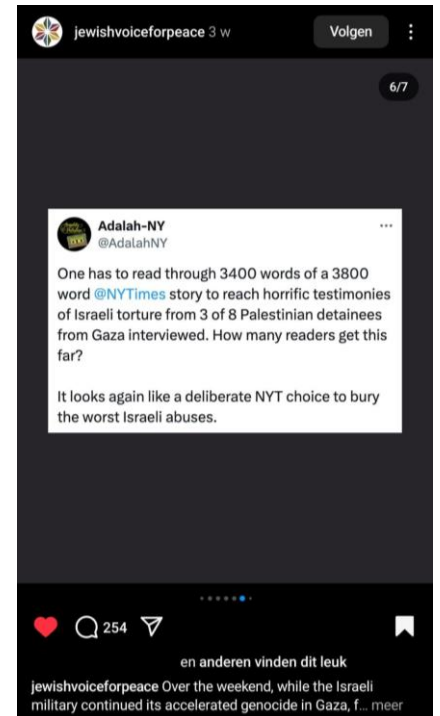 jewishvoiceforpeace 3 w
Volgen
6/7
Adalah-NY
@AdalahNY
One has to read through 3400 words of a 3800
word @NYTimes story to reach horrific testimonies
of Israeli torture from 3 of 8 Palestinian detainees
from Gaza interviewed. How many readers get this
far?
It looks again like a deliberate NYT choice to bury
the worst Israeli abuses.
254
en anderen vinden dit leuk
jewishvoiceforpeace Over the weekend, while the Israeli
military continued its accelerated genocide in Gaza, f... meer